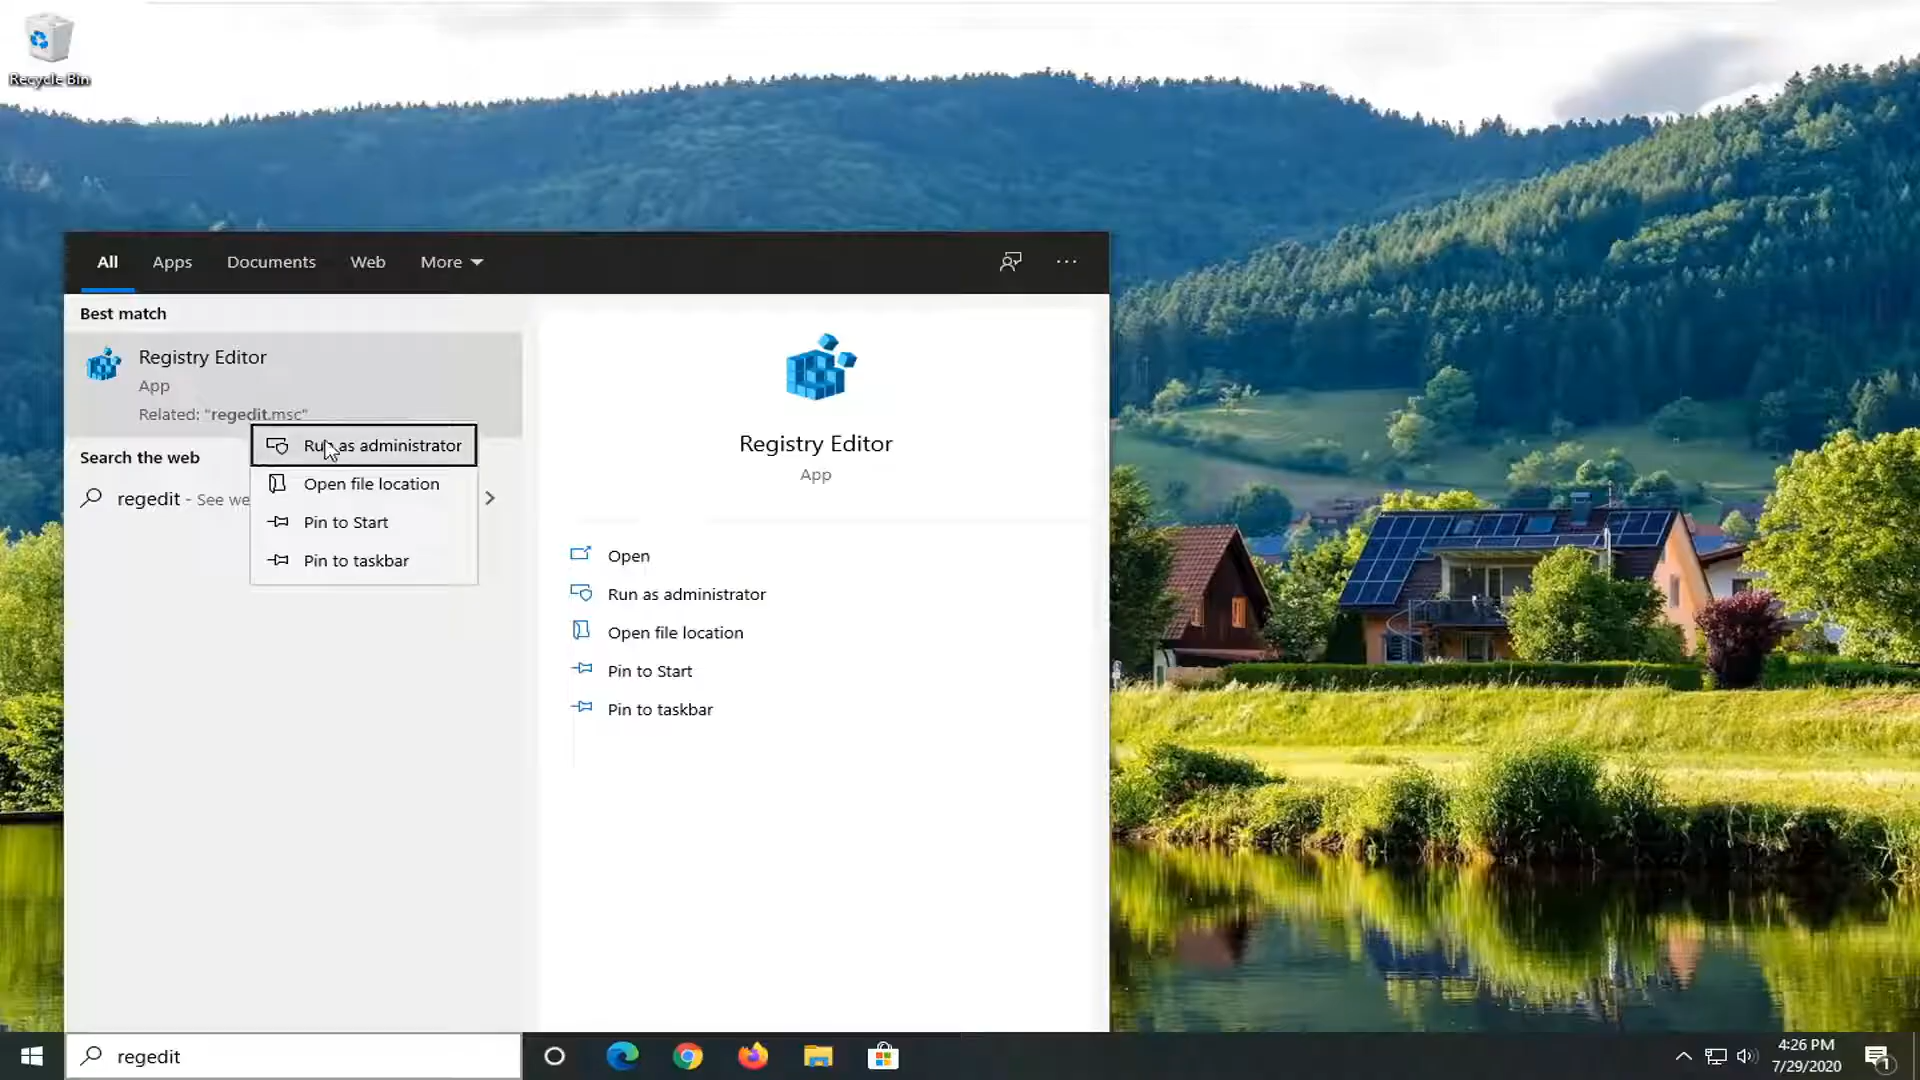 Recycle Bin
All Apps Documents Web More
Best match
Registry Editor
App
Related: "regedit.msc"
Search the web
regedit - See we
Run as administrator
Open file location
Pin to Start
Pin to taskbar
Registry Editor
App
Open
Run as administrator
Open file location
Pin to Start
Pin to taskbar
regedit
4:26 PM
7/29/2020
1